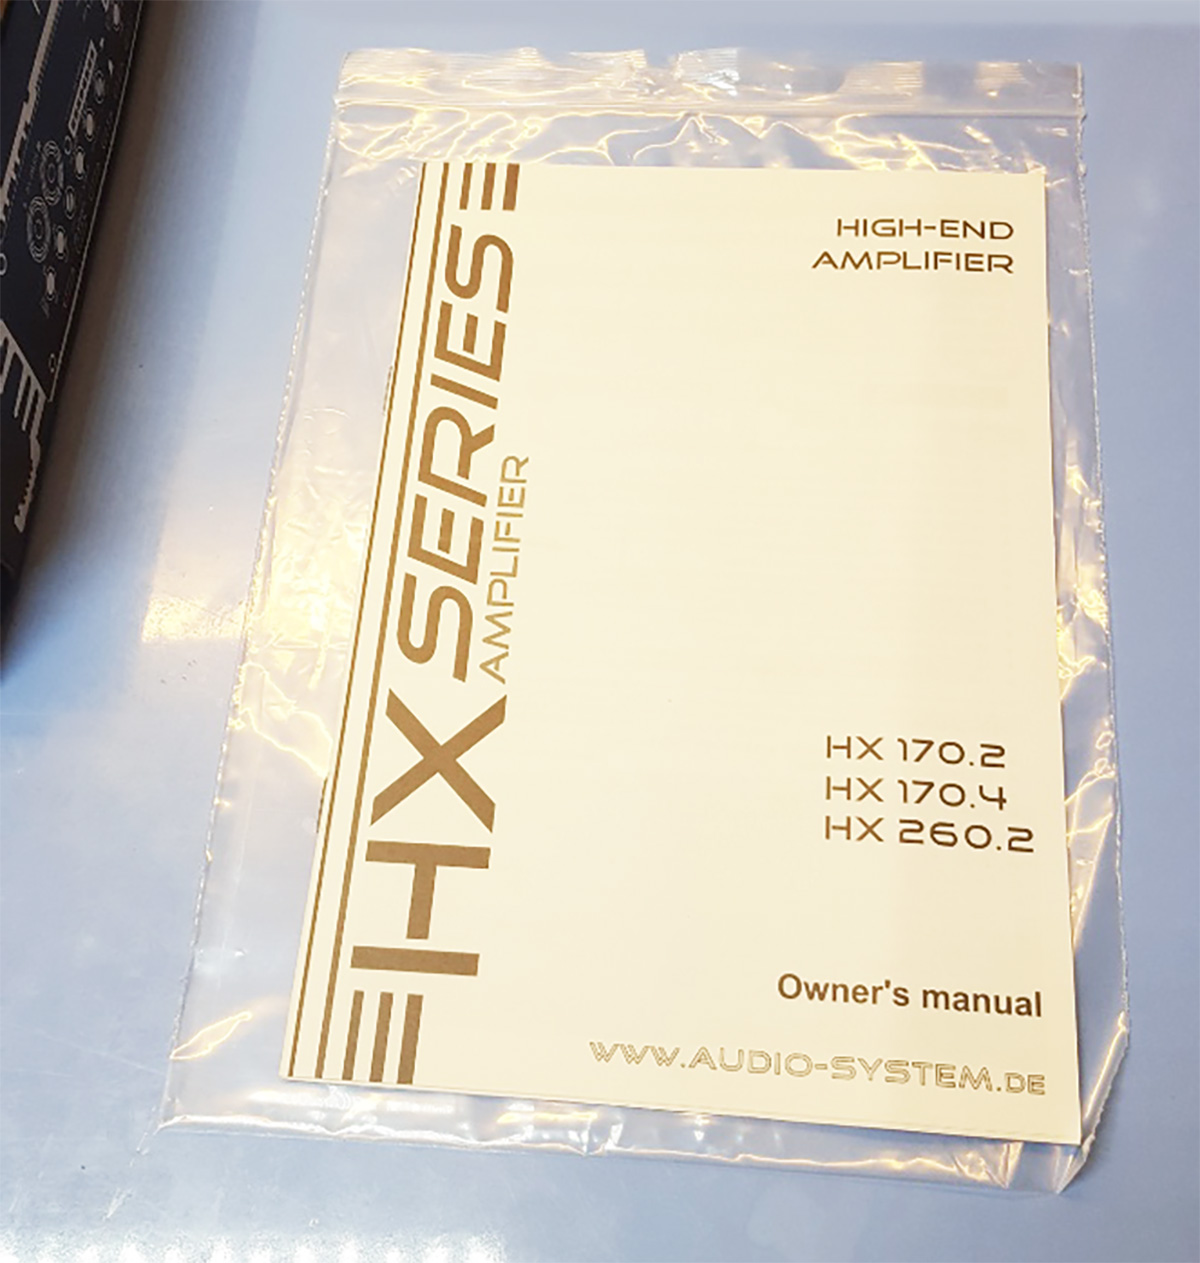 HIGH-END
AMPLIFIER
HX SERIES
AMPLIFIER
HX 170.2
HX 170.4
HX 260.2
Owner's manual
WWW.AUDIO-SYSTEM.DE